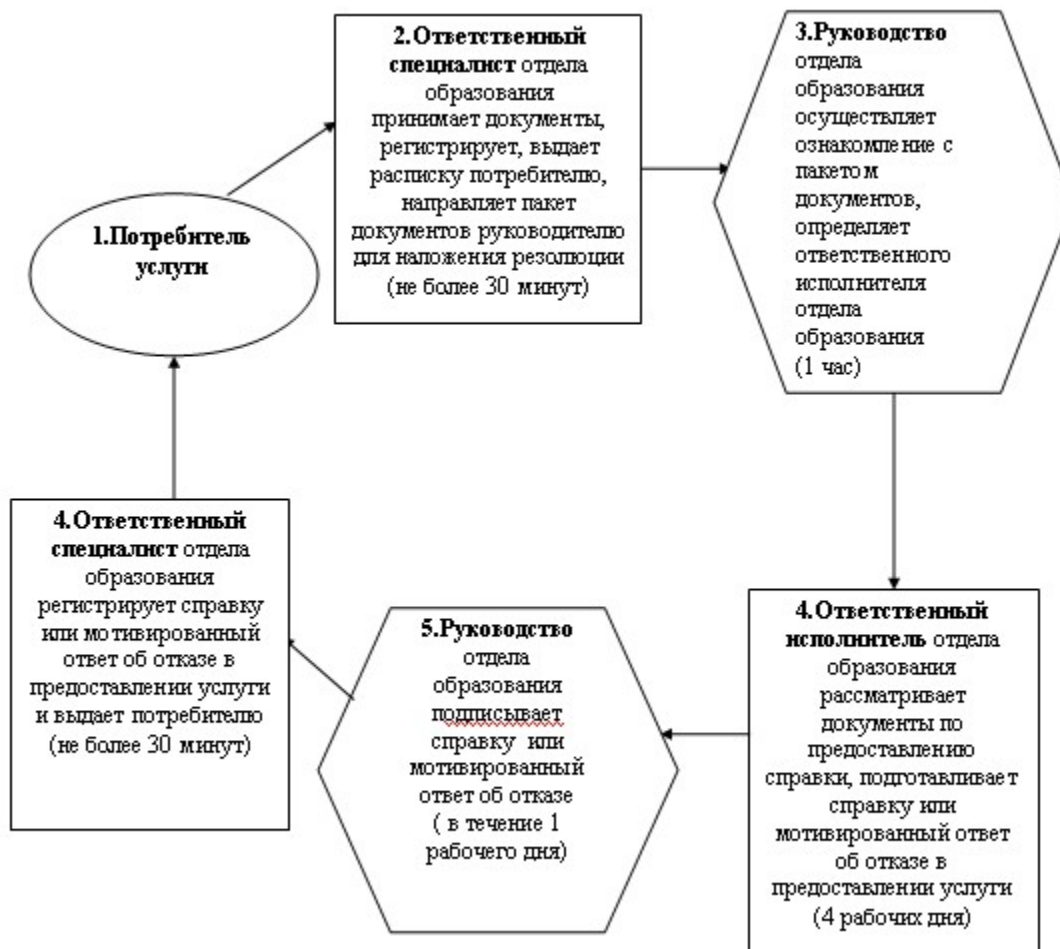 1.Потребитель
услуги
2.Ответственный
специалист отдела
образования
принимает документы,
регистрирует, выдает
расписку потребителю,
направляет пакет
документов руководителю
для наложения резолюции
(не более 30 минут)
3.Руководство
отдела
образования
осуществляет
ознакомление с
пакетом
документов,
определяет
ответственного
исполнителя
отдела
образования
(1 час)
4.Ответственный
исполнитель отдела
образования
рассматривает
документы по
предоставлению
справки, подготавливает
справку или
мотивированный ответ
об отказе в
предоставлении услуги
(4 рабочих дня)
5.Руководство
отдела
образования
подписывает
справку или
мотивированный
ответ об отказе
( в течение 1
рабочего дня)
4.Ответственный
специалист отдела
образования
регистрирует справку
или мотивированный
ответ об отказе в
предоставлении услуги
и выдает потребителю
(не более 30 минут)